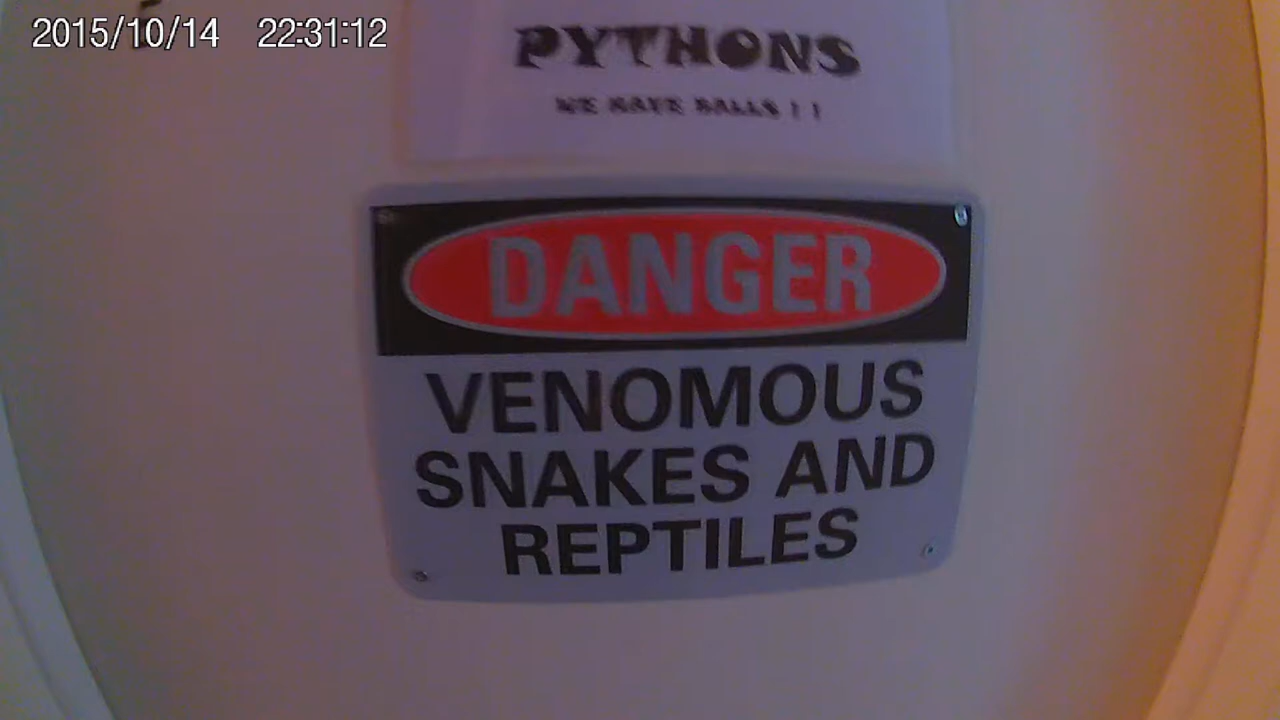 2015/10/14 22:31:12
PYTHONS
WE HAVE BALLS ! !
DANGER
VENOMOUS
SNAKES AND
REPTILES